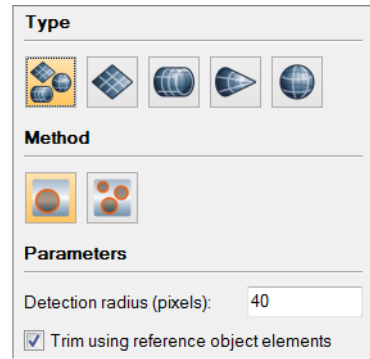 Type
Method
Parameters
Detection radius (pixels): 40
Trim using reference object elements